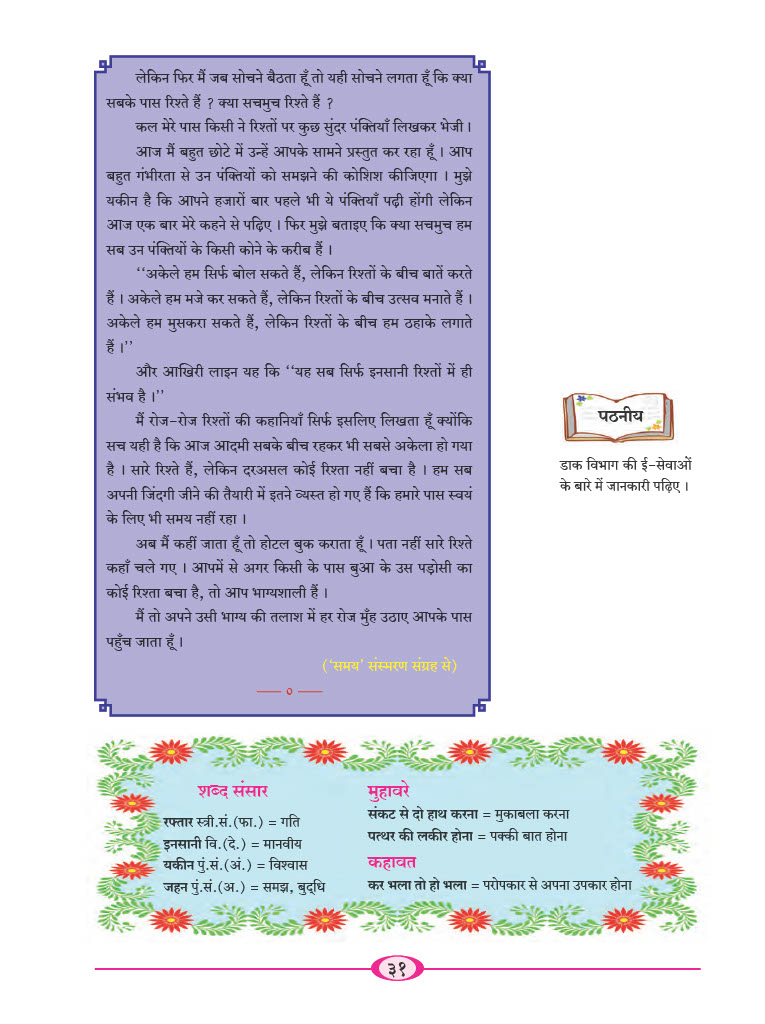 लेकिन फिर मैं जब सोचने बैठता हूँ तो यही सोचने लगता हूँ कि क्या
सबके पास रिश्ते हैं ? क्या सचमुच रिश्ते हैं ?
कल मेरे पास किसी ने रिश्तों पर कुछ सुंदर पंक्तियाँ लिखकर भेजी ।
आज मैं बहुत छोटे में उन्हें आपके सामने प्रस्तुत कर रहा हूँ । आप
बहुत गंभीरता से उन पंक्तियों को समझने की कोशिश कीजिएगा । मुझे
यकीन है कि आपने हजारों बार पहले भी ये पंक्तियाँ पढ़ी होंगी लेकिन
आज एक बार मेरे कहने से पढ़िए । फिर मुझे बताइए कि क्या सचमुच हम
सब उन पंक्तियों के किसी कोने के करीब हैं ।
‘‘अकेले हम सिर्फ बोल सकते हैं, लेकिन रिश्तों के बीच बातें करते
हैं । अकेले हम मजे कर सकते हैं, लेकिन रिश्तों के बीच उत्सव मनाते हैं ।
अकेले हम मुसकरा सकते हैं, लेकिन रिश्तों के बीच हम ठहाके लगाते
हैं ।’’
और आखिरी लाइन यह कि ‘‘यह सब सिर्फ इनसानी रिश्तों में ही
संभव है ।’’
मैं रोज-रोज रिश्तों की कहानियाँ सिर्फ इसलिए लिखता हूँ क्योंकि
सच यही है कि आज आदमी सबके बीच रहकर भी सबसे अकेला हो गया
है । सारे रिश्ते हैं, लेकिन दरअसल कोई रिश्ता नहीं बचा है । हम सब
अपनी जिंदगी जीने की तैयारी में इतने व्यस्त हो गए हैं कि हमारे पास स्वयं
के लिए भी समय नहीं रहा ।
अब मैं कहीं जाता हूँ तो होटल बुक कराता हूँ । पता नहीं सारे रिश्ते
कहाँ चले गए । आपमें से अगर किसी के पास बुआ के उस पड़ोसी का
कोई रिश्ता बचा है, तो आप भाग्यशाली हैं ।
मैं तो अपने उसी भाग्य की तलाश में हर रोज मुँह उठाए आपके पास
पहुँच जाता हूँ ।
(‘समय’ संस्मरण संग्रह से)
—— ० ——
पठनीय
डाक विभाग की ई-सेवाओं
के बारे में जानकारी पढ़िए ।
शब्द संसार
रफ्तार स्त्री.सं.(फा.) = गति
इनसानी वि.(दे.) = मानवीय
यकीन पुं.सं.(अं.) = विश्वास
जहन पुं.सं.(अ.) = समझ, बुद्धि
मुहावरे
संकट से दो हाथ करना = मुकाबला करना
पत्थर की लकीर होना = पक्की बात होना
कहावत
कर भला तो हो भला = परोपकार से अपना उपकार होना
३१